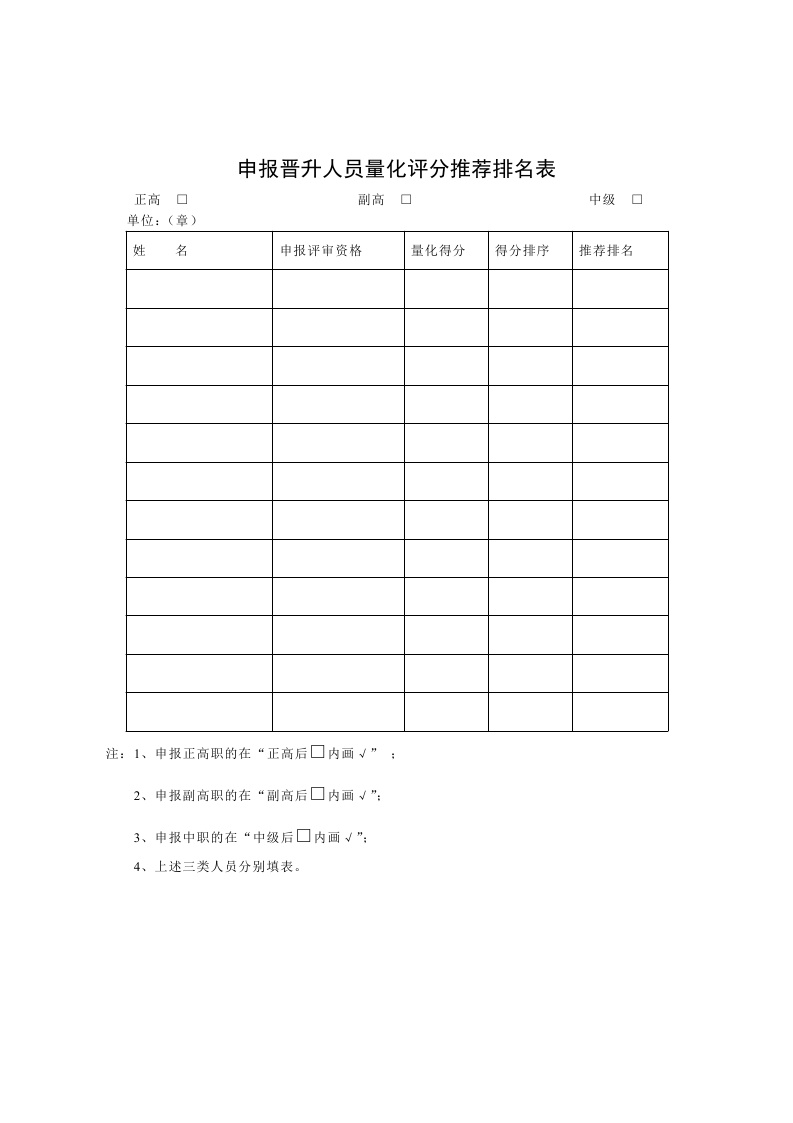 申报晋升人员量化评分推荐排名表
正高 □ 副高 □ 中级 □
单位：（章）
姓 名 申报评审资格 量化得分 得分排序 推荐排名
注：1、申报正高职的在“正高后□内画√” ；
2、申报副高职的在“副高后□内画√”；
3、申报中职的在“中级后□内画√”；
4、上述三类人员分别填表。